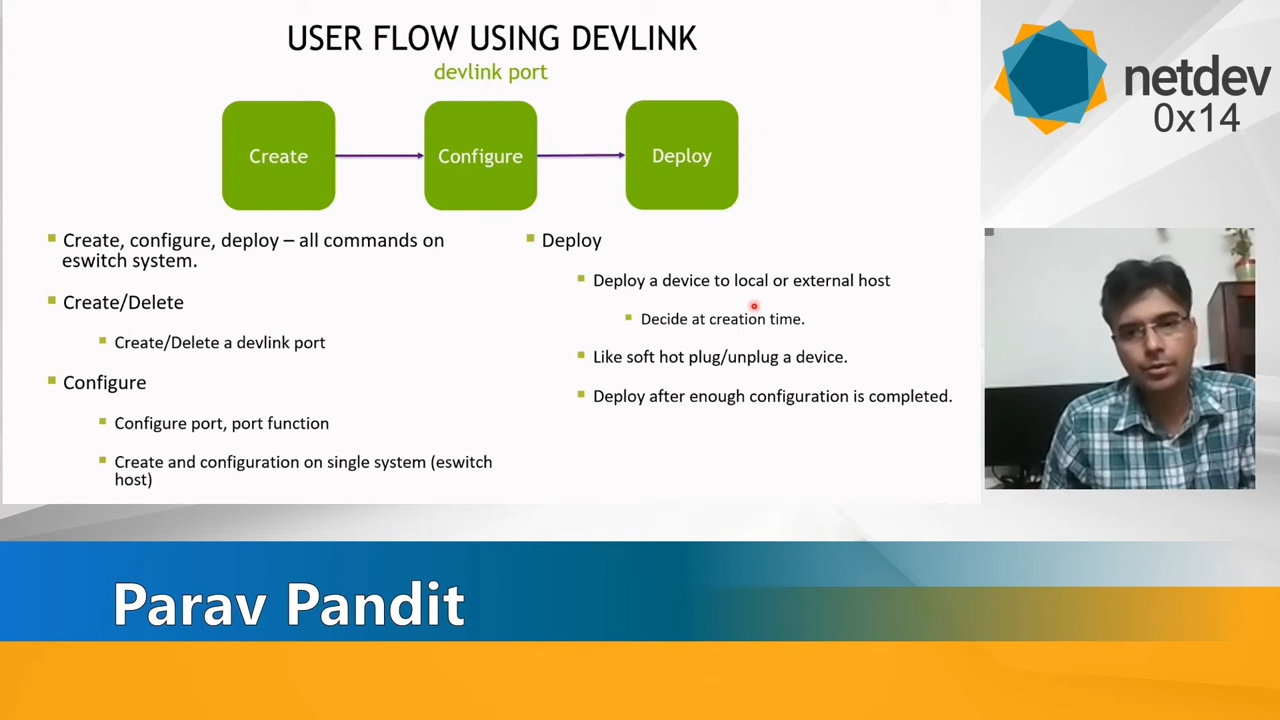 USER FLOW USING DEVLINK
devlink port
Create
Configure
Deploy
Create, configure, deploy – all commands on
eswitch system.
Create/Delete
Create/Delete a devlink port
Configure
Configure port, port function
Create and configuration on single system (eswitch
host)
Deploy
Deploy a device to local or external host
Decide at creation time.
Like soft hot plug/unplug a device.
Deploy after enough configuration is completed.
netdev
0x14
Parav Pandit